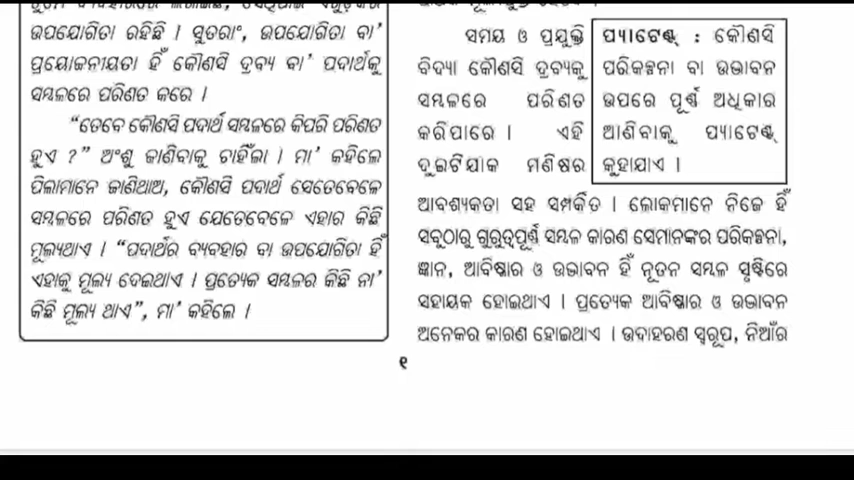 ଉପଯୋଗିତା ରହିଛି । ସୁତରାଂ, ଉପଯୋଗିତା ବା'
ପ୍ରୟୋଜନୀୟତା ହିଁ କୌଣସି ଦ୍ରବ୍ୟ ବା' ପଦାର୍ଥକୁ
ସମ୍ବଳରେ ପରିଣତ କରେ ।
“ତେବେ କୌଣସି ପଦାର୍ଥ ସମ୍ବଳରେ କିପରି ପରିଣତ
ହୁଏ ?” ଅଂଶୁ ଜାଣିବାକୁ ଚାହିଁଲା । ମା' କହିଲେ
ପିଲାମାନେ ଜାଣିଥାଅ, କୌଣସି ପଦାର୍ଥ ସେତେବେଳେ
ସମ୍ବଳରେ ପରିଣତ ହୁଏ ଯେତେବେଳେ ଏହାର କିଛି
ମୂଲ୍ୟଥାଏ । “ପଦାର୍ଥର ବ୍ୟବହାର ବା ଉପଯୋଗିତା ହିଁ
ଏହାକୁ ମୂଲ୍ୟ ଦେଇଥାଏ । ପ୍ରତ୍ୟେକ ସମ୍ବଳର କିଛି ନା'
କିଛି ମୂଲ୍ୟ ଥାଏ”, ମା' କହିଲେ ।
ସମୟ ଓ ପ୍ରଯୁକ୍ତି
ବିଦ୍ୟା କୌଣସି ଦ୍ରବ୍ୟକୁ
ସମ୍ବଳରେ ପରିଣତ
କରିପାରେ । ଏହି
ଦୁଇଟିଯାକ ମଣିଷର
ପ୍ୟାଟେଣ୍ଟ୍ : କୌଣସି
ପରିକଳ୍ପନା ବା ଉଦ୍ଭାବନ
ଉପରେ ପୂର୍ଣ୍ଣ ଅଧିକାର
ଆଣିବାକୁ ପ୍ୟାଟେଣ୍ଟ୍
କୁହାଯାଏ ।
ଆବଶ୍ୟକତା ସହ ସମ୍ପର୍କିତ । ଲୋକମାନେ ନିଜେ ହିଁ
ସବୁଠାରୁ ଗୁରୁତ୍ୱପୂର୍ଣ୍ଣ ସମ୍ବଳ କାରଣ ସେମାନଙ୍କର ପରିକଳ୍ପନା,
ଜ୍ଞାନ, ଆବିଷ୍କାର ଓ ଉଦ୍ଭାବନ ହିଁ ନୂତନ ସମ୍ବଳ ସୃଷ୍ଟିରେ
ସହାୟକ ହୋଇଥାଏ । ପ୍ରତ୍ୟେକ ଆବିଷ୍କାର ଓ ଉଦ୍ଭାବନ
ଅନେକର କାରଣ ହୋଇଥାଏ । ଉଦାହରଣ ସ୍ୱରୂପ, ନିଆଁର
୧